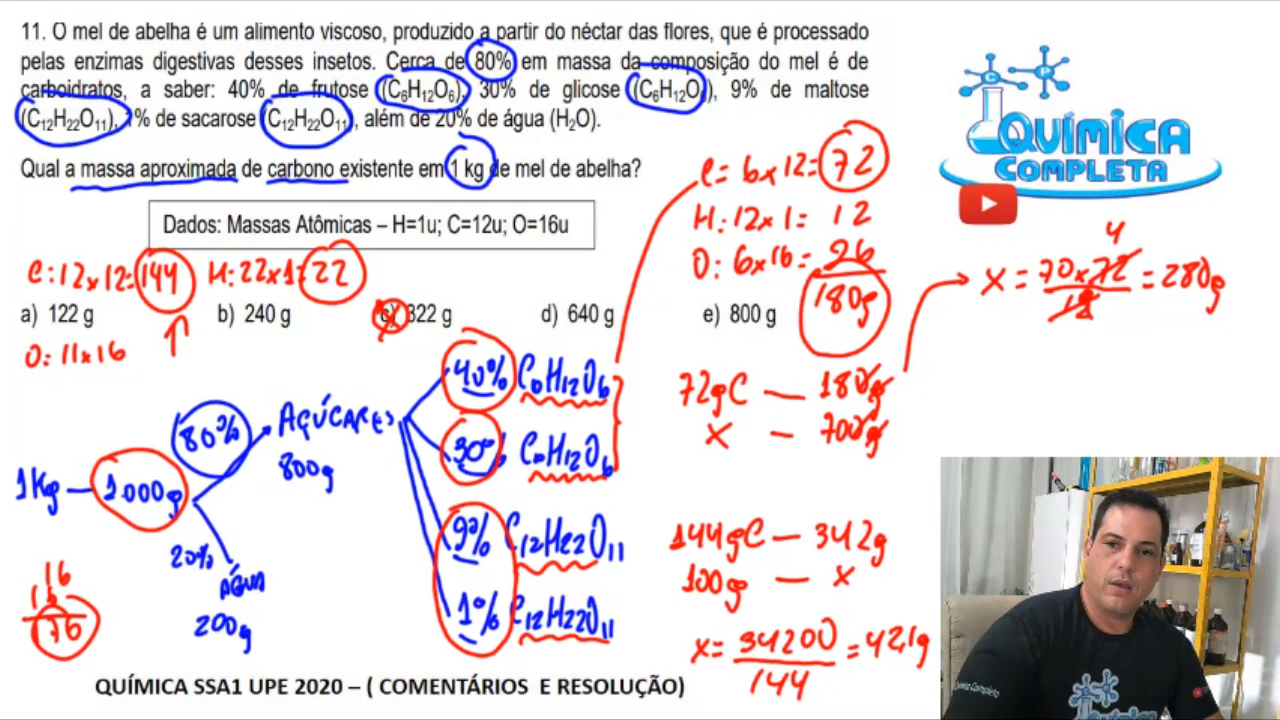 11. O mel de abelha é um alimento viscoso, produzido a partir do néctar das flores, que é processado
pelas enzimas digestivas desses insetos. Cerca de 80% em massa da composição do mel é de
carboidratos, a saber: 40% de frutose (C₆H₁₂O₆), 30% de glicose (C₆H₁₂O₆), 9% de maltose
(C₁₂H₂₂O₁₁), 1% de sacarose (C₁₂H₂₂O₁₁), além de 20% de água (H₂O).
Qual a massa aproximada de carbono existente em 1 kg de mel de abelha?
Dados: Massas Atômicas – H=1u; C=12u; O=16u
C: 12x12=144 H: 22x1=22
a) 122 g b) 240 g c) 322 g d) 640 g e) 800 g
O: 11x16
QUÍMICA
COMPLETA
C
P
C= 6x12=72
H: 12x1= 12
O: 6x16= 96
180g
4
X = 70x72 = 280g
72gC — 180g
X — 700g
1Kg — 1.000g
80%
AÇÚCARES
800g
20%
ÁGUA
200g
40% C₆H12O6
30% C₆H12O6
9% C12H22O11
1% C12H22O11
16
176
144gC — 342g
100g — X
X= 34200 = 42,1g
144
QUÍMICA SSA1 UPE 2020 – ( COMENTÁRIOS E RESOLUÇÃO)